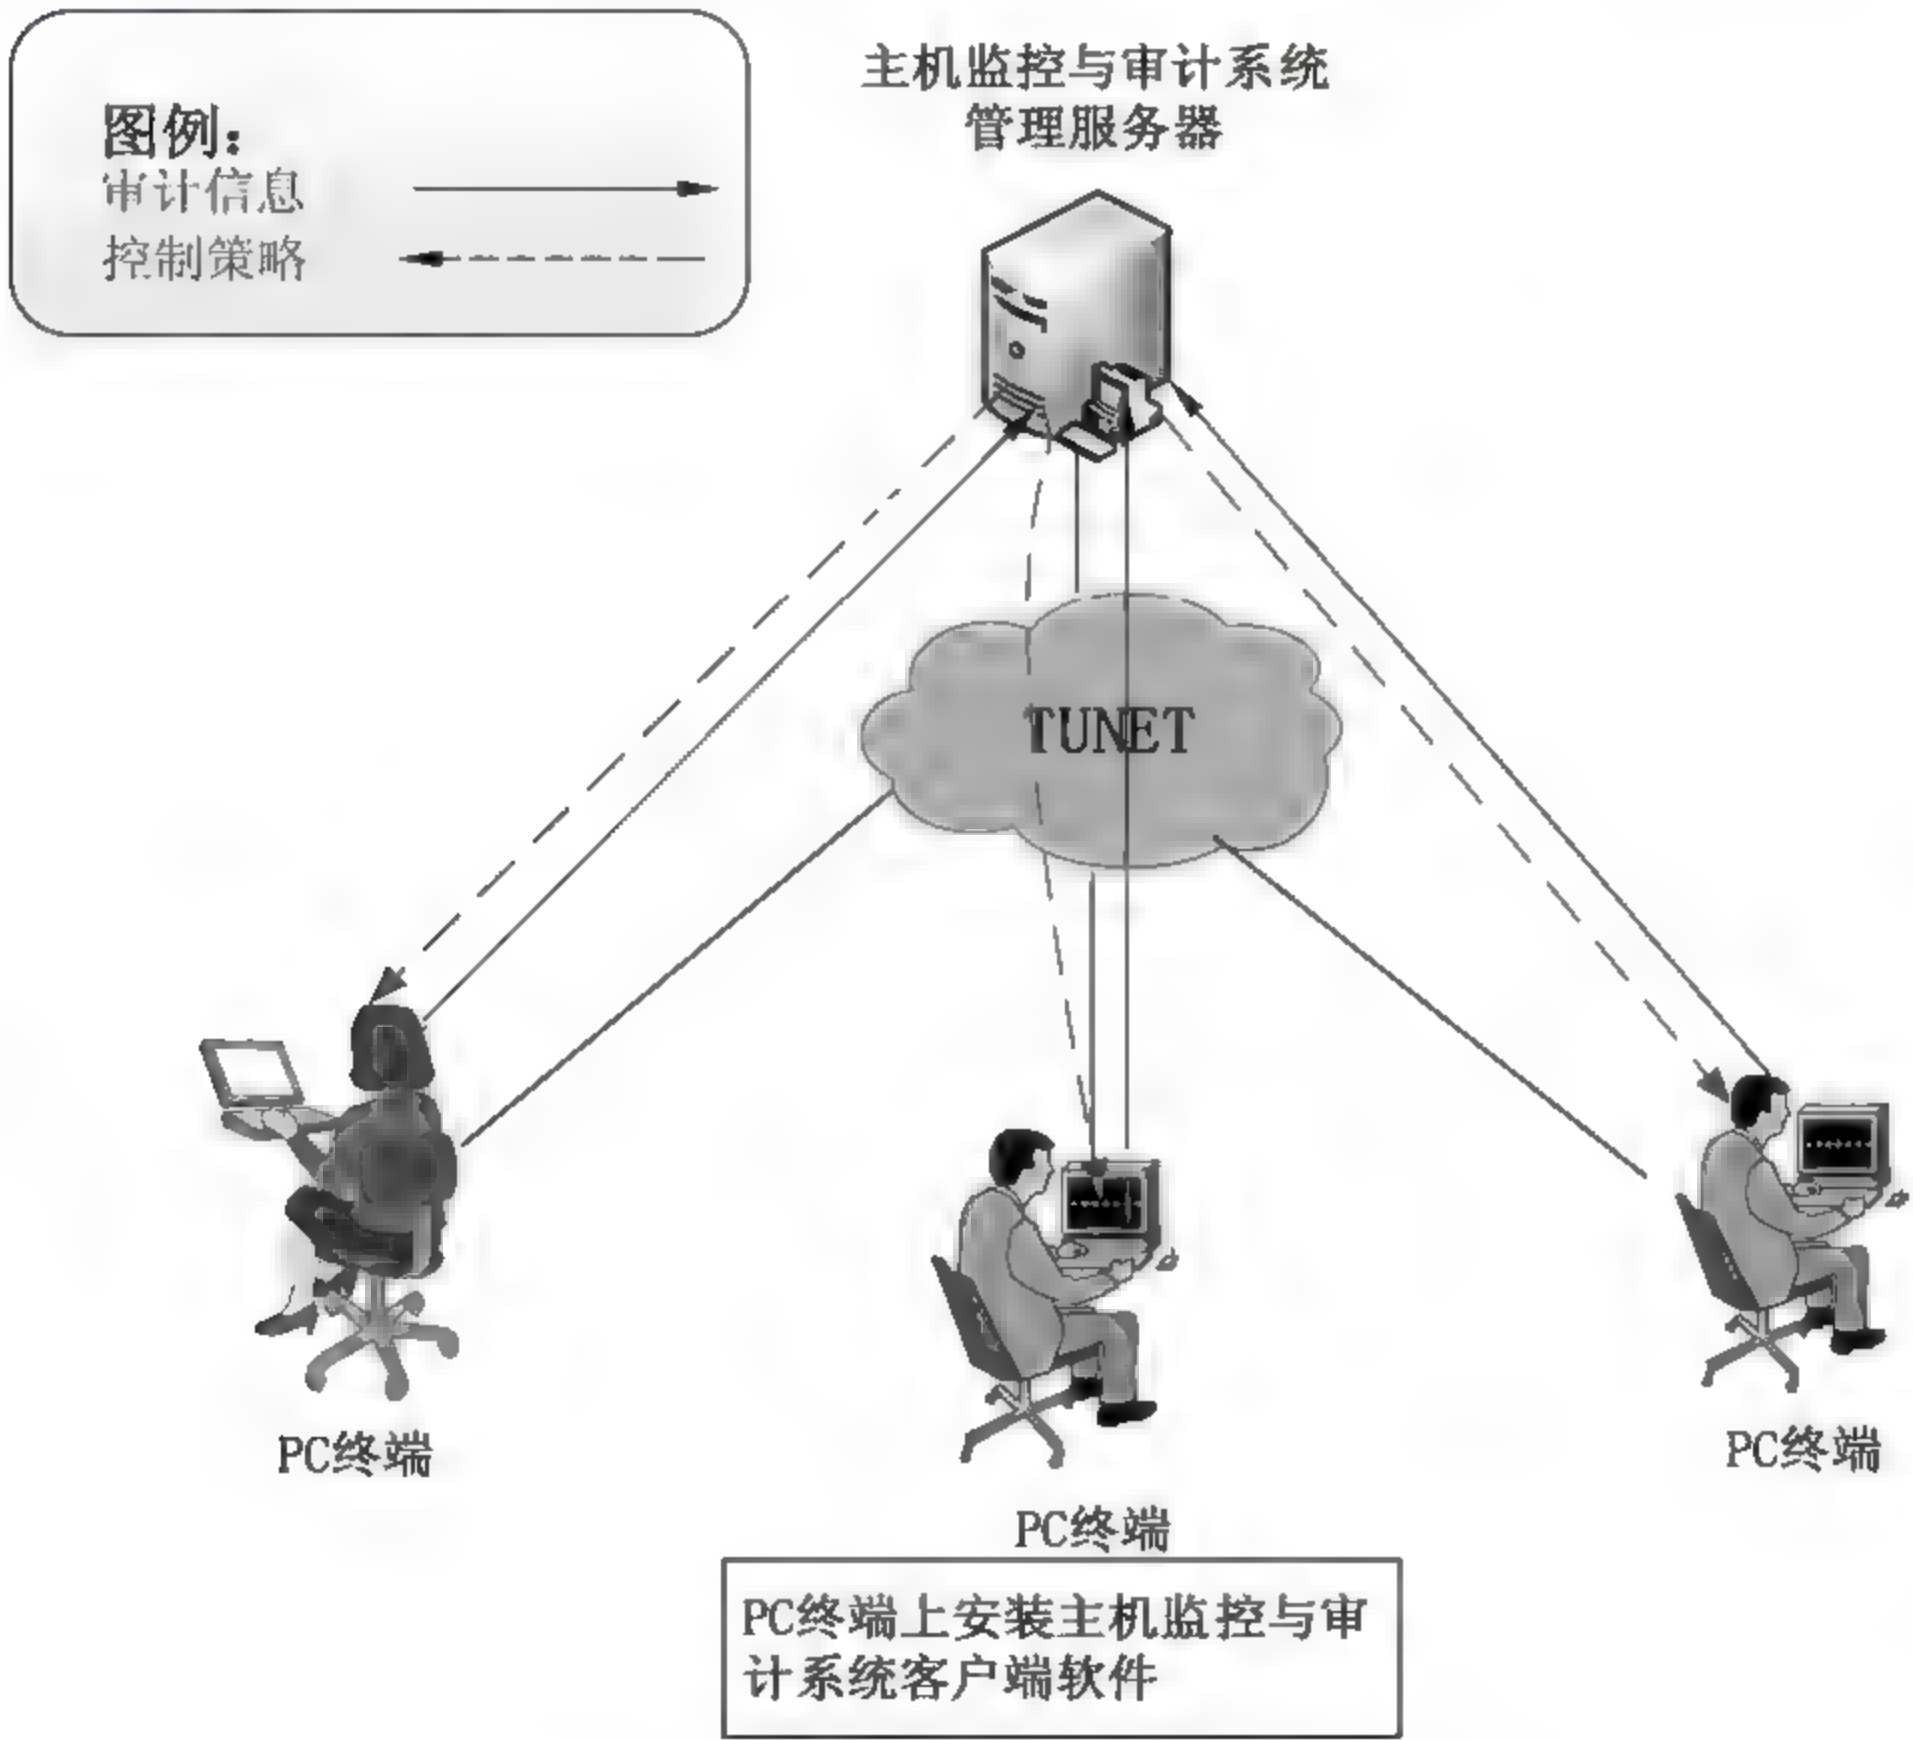 图例：
审计信息
控制策略
主机监控与审计系统
管理服务器
TUNET
PC终端
PC终端
PC终端
PC终端上安装主机监控与审
计系统客户端软件